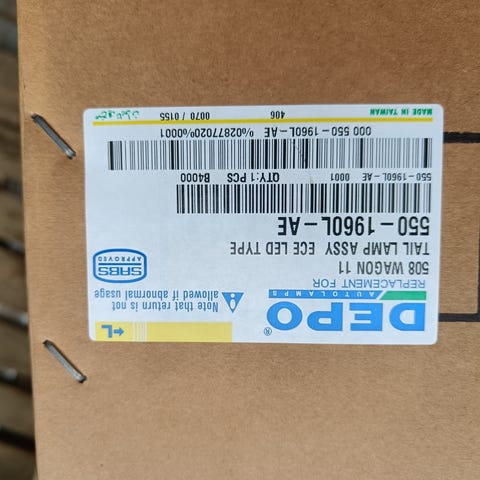 DEPO ®
AUTOLAMPS
←L
REPLACEMENT FOR
508 WAGON 11
TAIL LAMP ASSY ECE LED TYPE
Note that return is not
allowed if abnormal usage
SABS
APPROVED
550-1960L-AE
550-1960L-AE 0001 QTY:1 PCS B4000
000 550-1960L-AE %02877020%00001
MADE IN TAIWAN
406
0070 / 0155